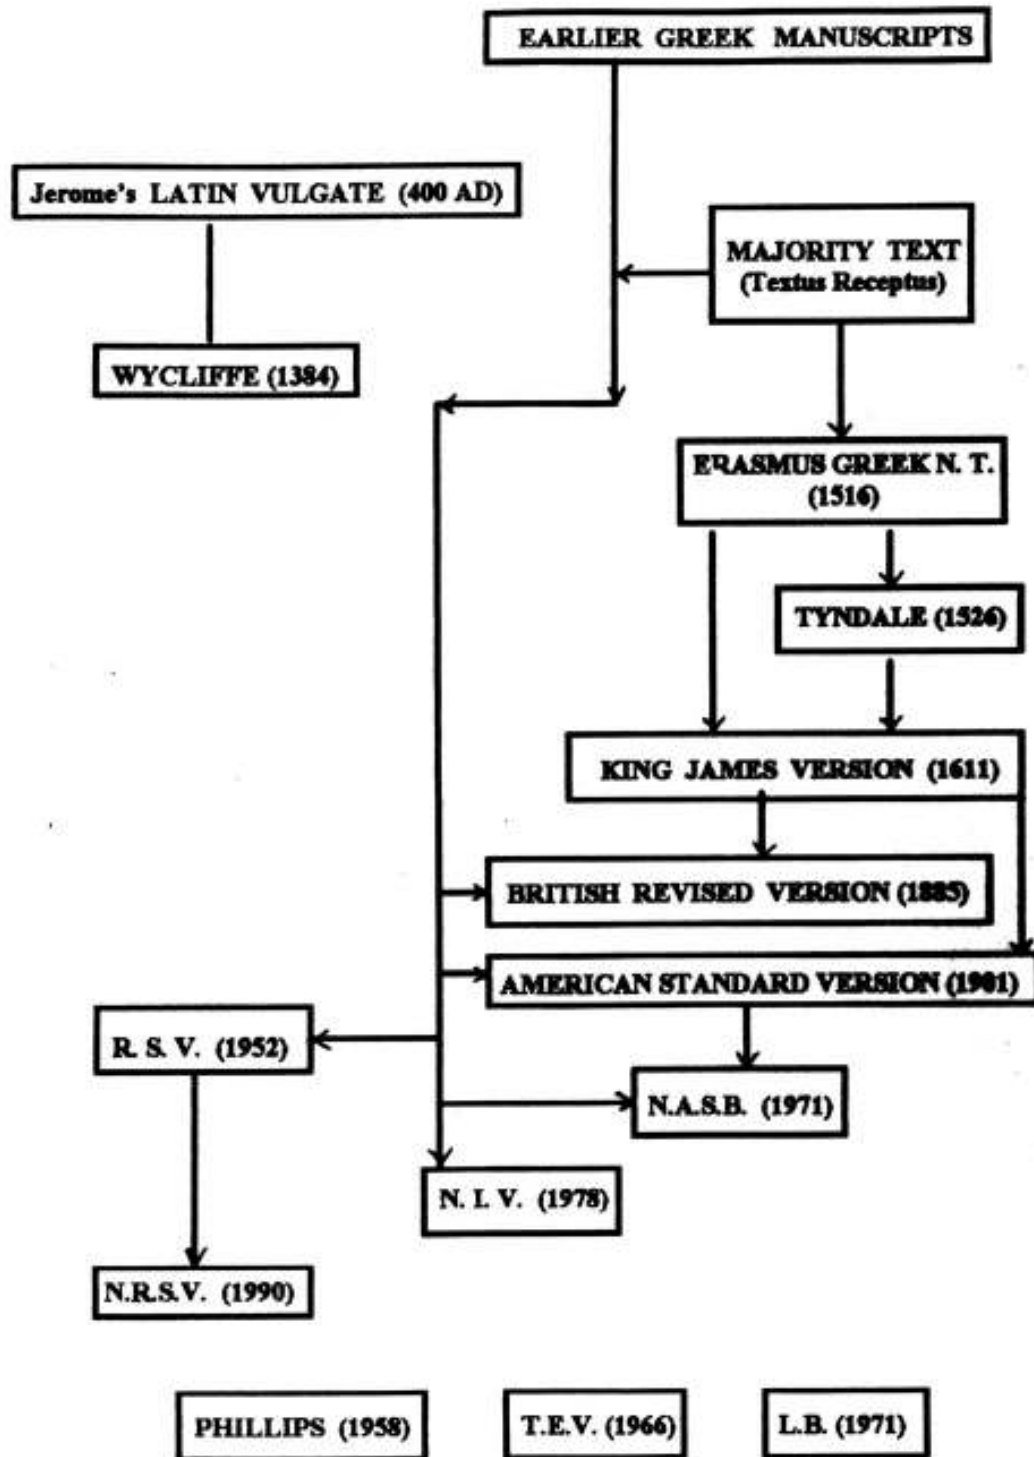 EARLIER GREEK MANUSCRIPTS
Jerome's LATIN VULGATE (400 AD)
MAJORITY TEXT
(Textus Receptus)
WYCLIFFE (1384)
ERASMUS GREEK N. T.
(1516)
TYNDALE (1526)
KING JAMES VERSION (1611)
BRITISH REVISED VERSION (1885)
AMERICAN STANDARD VERSION (1901)
R. S. V. (1952)
N.A.S.B. (1971)
N. I. V. (1978)
N.R.S.V. (1990)
PHILLIPS (1958)
T.E.V. (1966)
L.B. (1971)